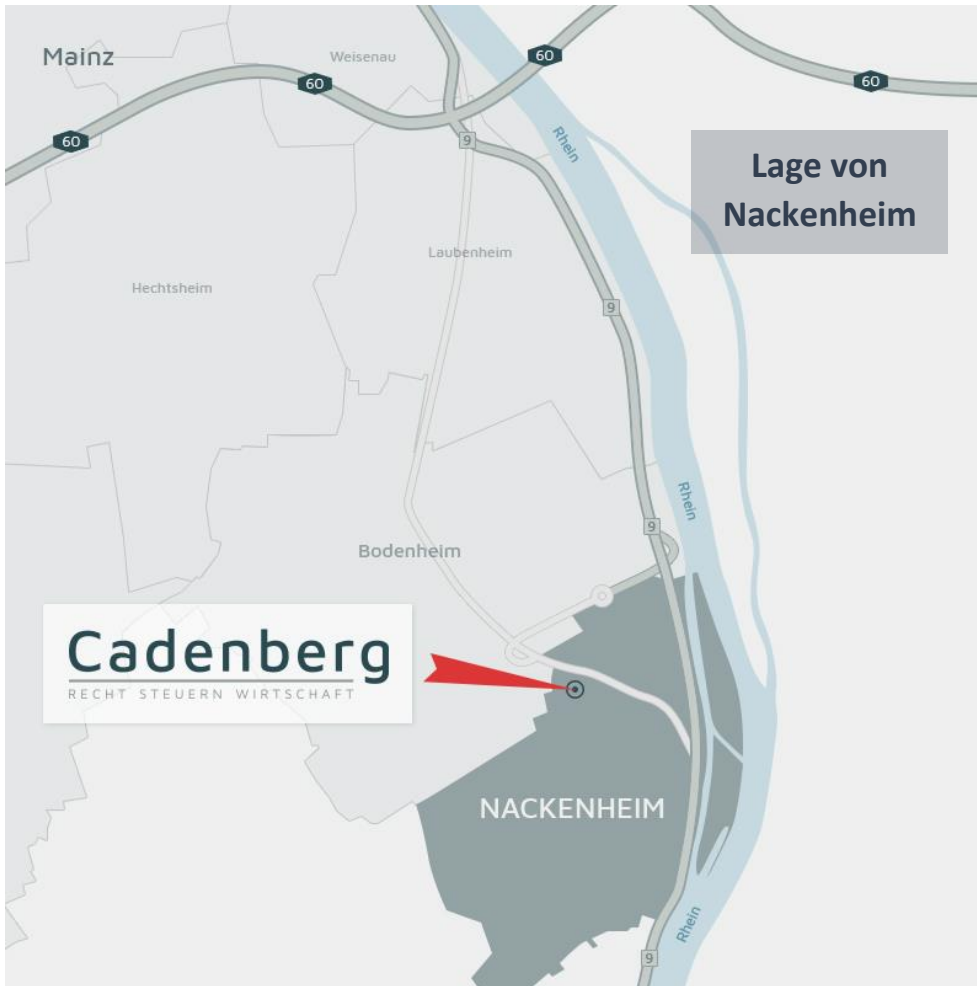 Mainz
Weisenau
60
60
60
60
9
Rhein
Lage von
Nackenheim
Laubenheim
Hechtsheim
9
Rhein
9
Bodenheim
Cadenberg
RECHT STEUERN WIRTSCHAFT
NACKENHEIM
Rhein
9